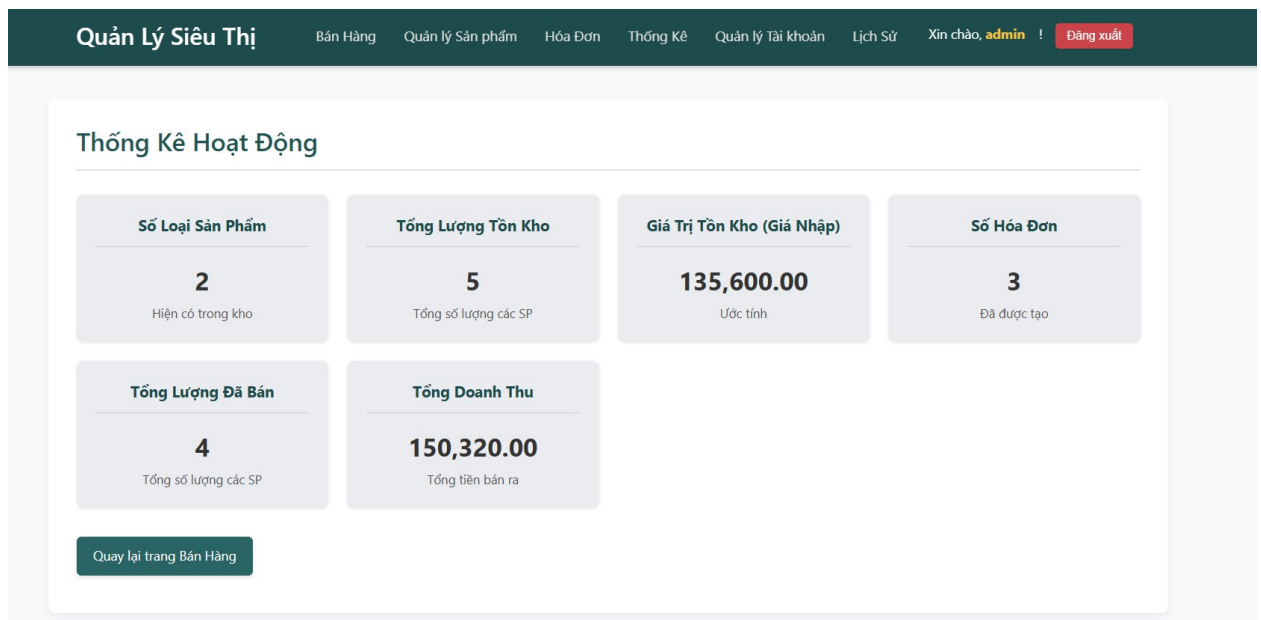 Quản Lý Siêu Thị Bán Hàng Quản lý Sản phẩm Hóa Đơn Thống Kê Quản lý Tài khoản Lịch Sử Xin chào, admin ! Đăng xuất
Thống Kê Hoạt Động
Số Loại Sản Phẩm
2
Hiện có trong kho
Tổng Lượng Tồn Kho
5
Tổng số lượng các SP
Giá Trị Tồn Kho (Giá Nhập)
135,600.00
Ước tính
Số Hóa Đơn
3
Đã được tạo
Tổng Lượng Đã Bán
4
Tổng số lượng các SP
Tổng Doanh Thu
150,320.00
Tổng tiền bán ra
Quay lại trang Bán Hàng